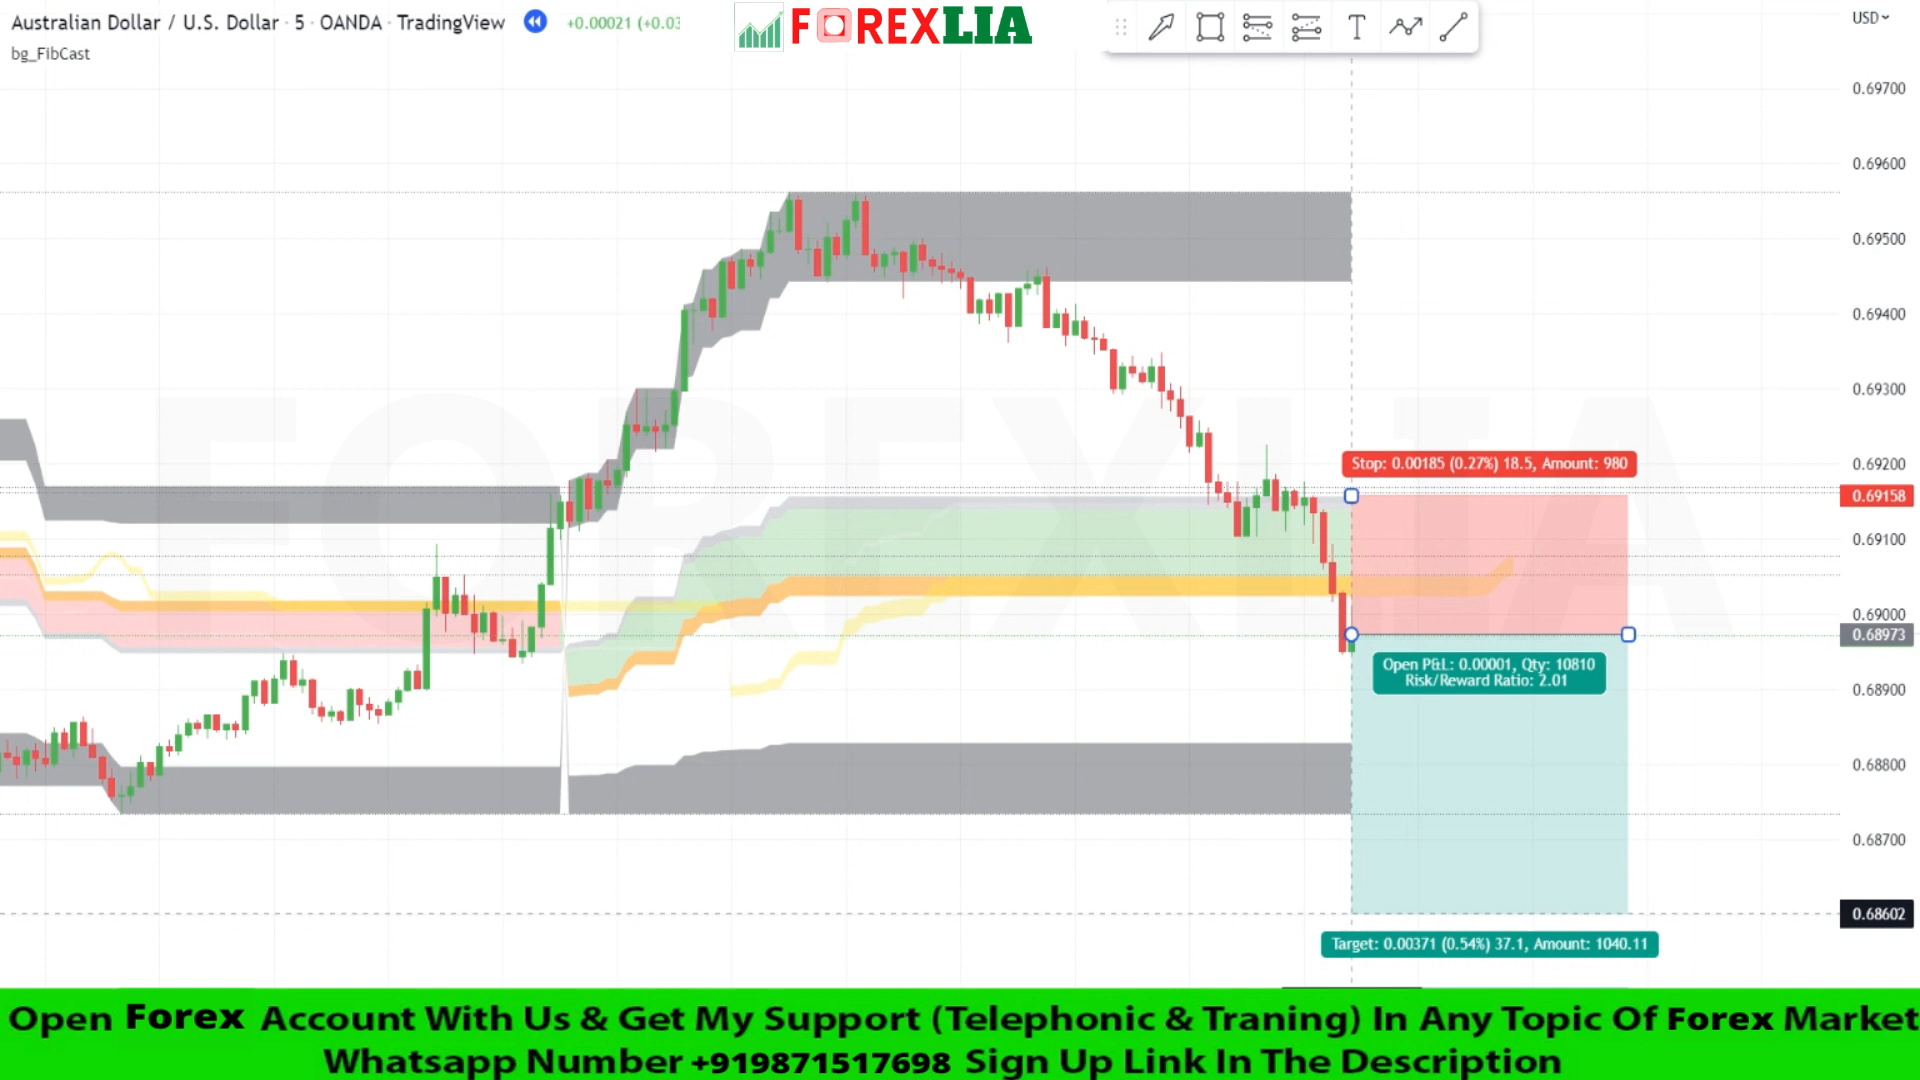 Australian Dollar / U.S. Dollar · 5 · OANDA · TradingView
+0.00021 (+0.03
bg_FibCast
FOREXLIA
T
USD
0.69700
0.69600
0.69500
0.69400
0.69300
0.69200
0.69158
0.69100
0.69000
0.68973
0.68900
0.68800
0.68700
0.68602
FOREXLIA
Stop: 0.00185 (0.27%) 18.5, Amount: 980
Open P&L: 0.00001, Qty: 10810
Risk/Reward Ratio: 2.01
Target: 0.00371 (0.54%) 37.1, Amount: 1040.11
Open Forex Account With Us & Get My Support (Telephonic & Traning) In Any Topic Of Forex Market
Whatsapp Number +919871517698 Sign Up Link In The Description